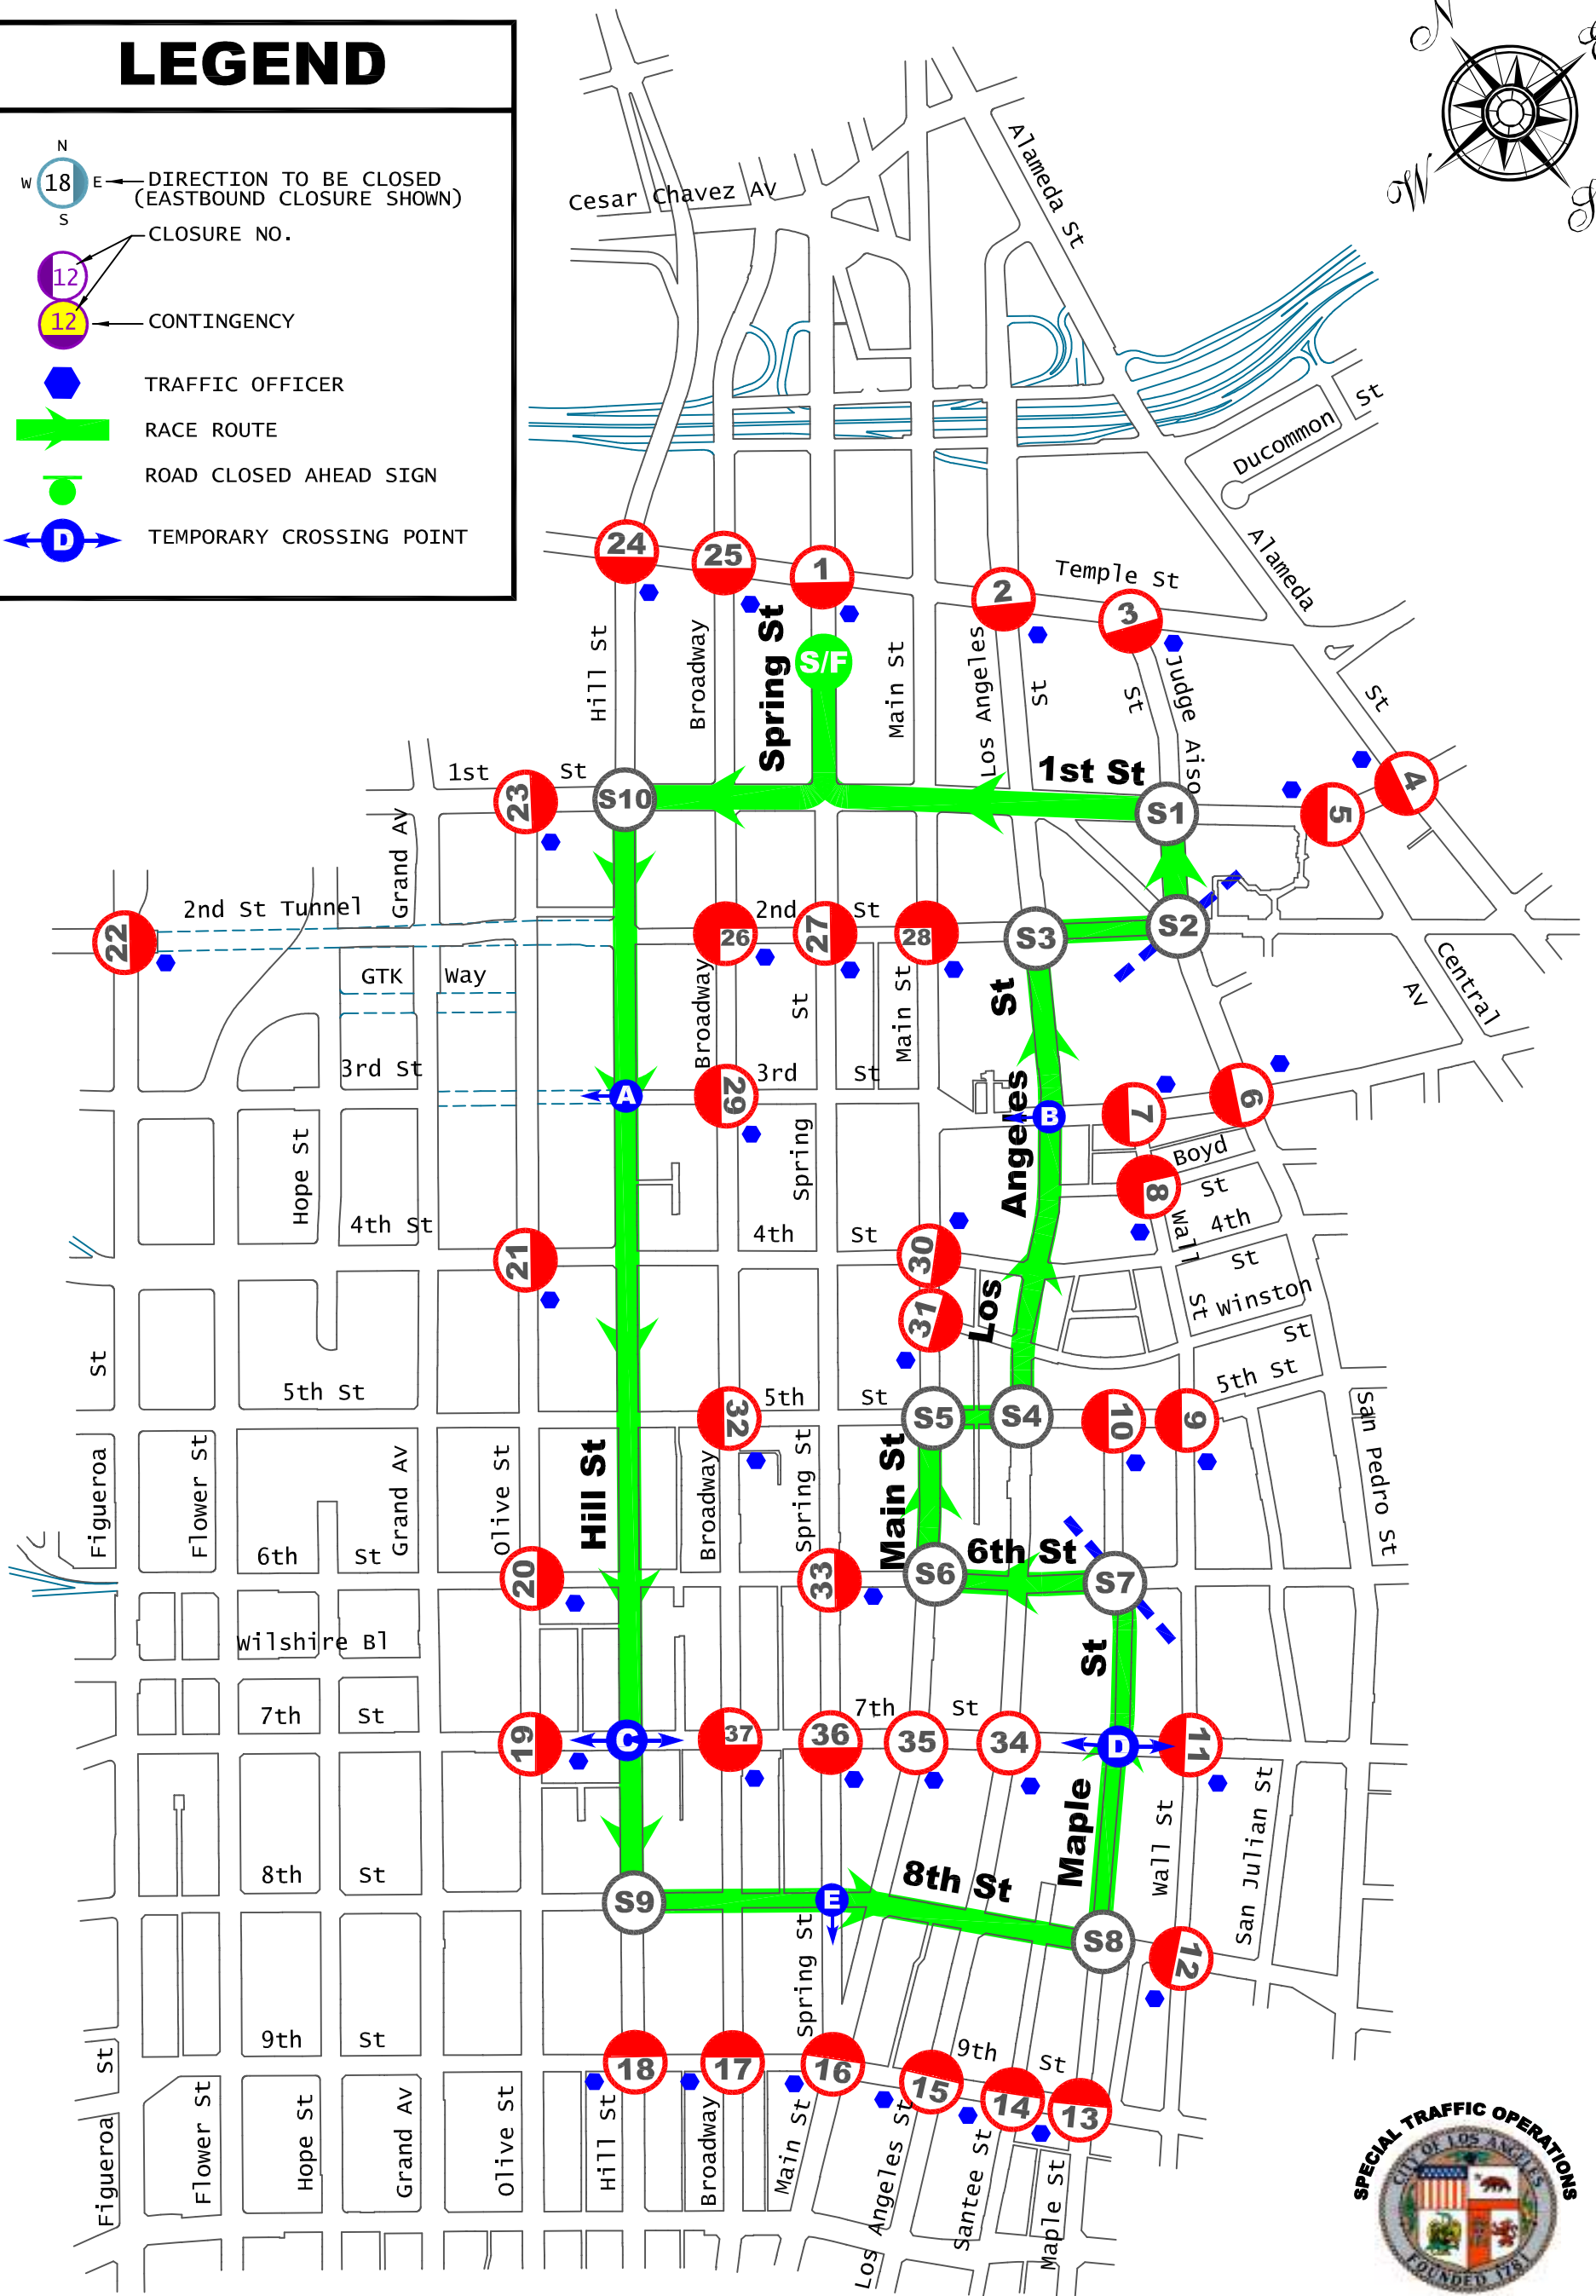 LEGEND
N
W 18 E
S
DIRECTION TO BE CLOSED
(EASTBOUND CLOSURE SHOWN)
CLOSURE NO.
12
12
CONTINGENCY
TRAFFIC OFFICER
RACE ROUTE
ROAD CLOSED AHEAD SIGN
D
TEMPORARY CROSSING POINT
N
W
Alameda St
Cesar Chavez Av
Ducommon St
Alameda St
24
25
1
2
3
Temple St
Hill St
Broadway
Spring St
S/F
Main St
Los Angeles St
Judge Aiso St
1st St
S10
23
1st St
S1
5
4
Grand Av
2nd St Tunnel
22
26
2nd St
27
28
S3
S2
GTK Way
Broadway
St
Main St
St
Central Av
3rd St
A
29
3rd St
Angeles
B
7
6
Boyd St
8
Hope St
Spring
4th St
21
4th St
30
31
Los
Wall St
4th St
Winston St
5th St
St
5th St
32
5th St
S5
S4
10
9
San Pedro St
Figueroa
Flower St
Grand Av
Olive St
Hill St
Broadway
Spring St
Main St
6th St
6th St
20
33
S6
S7
Wilshire Bl
St
7th St
7th St
19
C
37
36
35
34
D
11
Maple
Wall St
San Julian St
8th St
8th St
S9
E
S8
12
Spring St
9th St
9th St
18
17
16
15
14
13
St
Figueroa
Flower St
Hope St
Grand Av
Olive St
Hill St
Broadway
Main St
Los Angeles St
Santee St
Maple St
SPECIAL TRAFFIC OPERATIONS
CITY OF LOS ANGELES
FOUNDED 1781